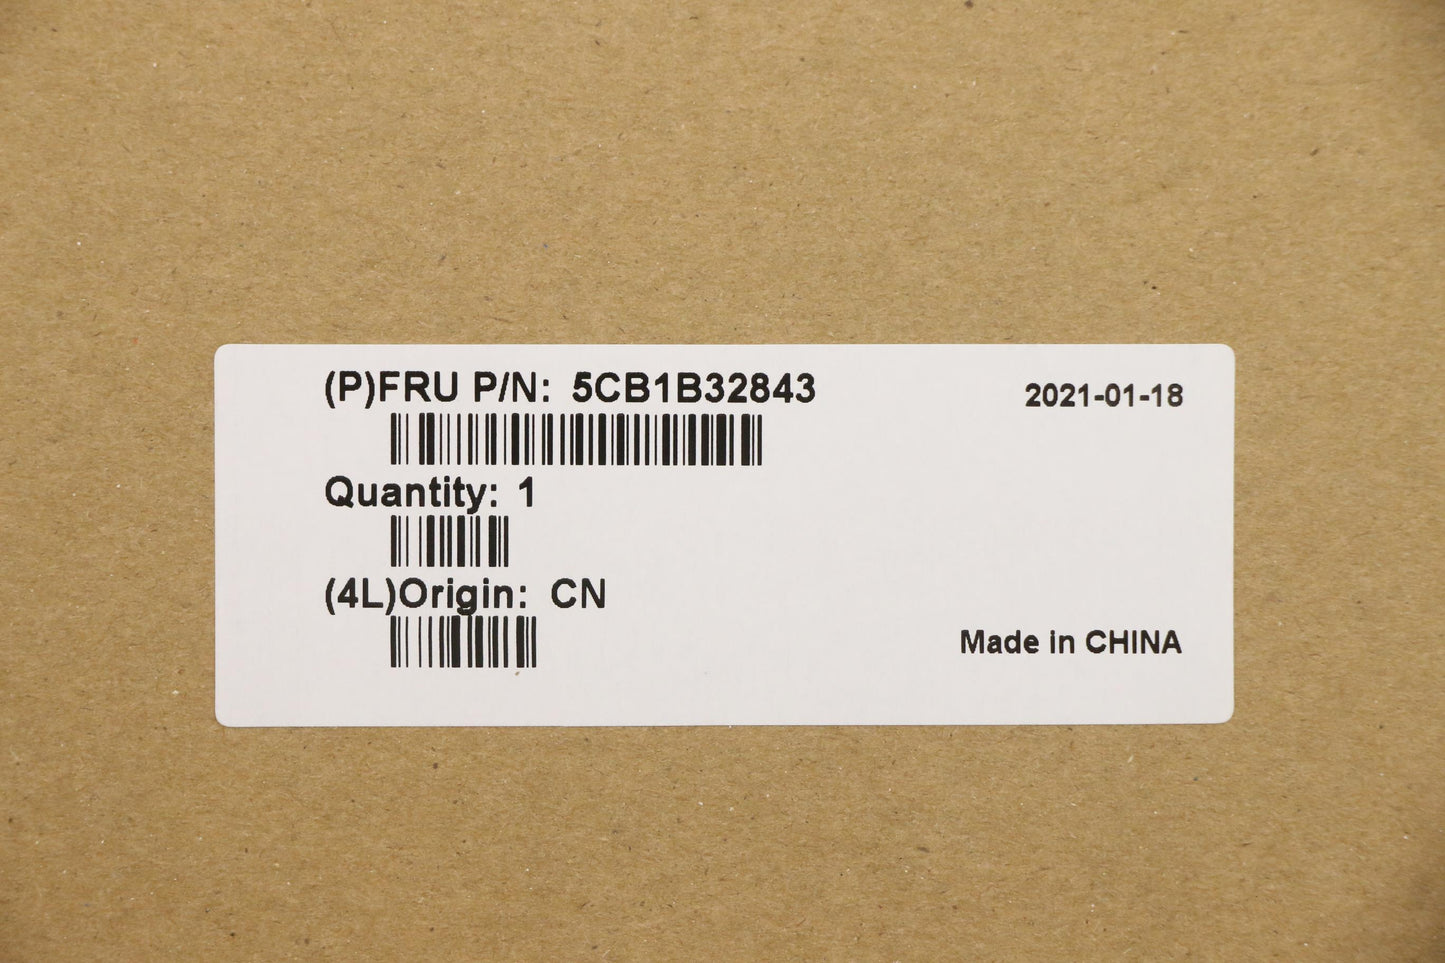 (P)FRU P/N: 5CB1B32843
2021-01-18
Quantity: 1
(4L)Origin: CN
Made in CHINA